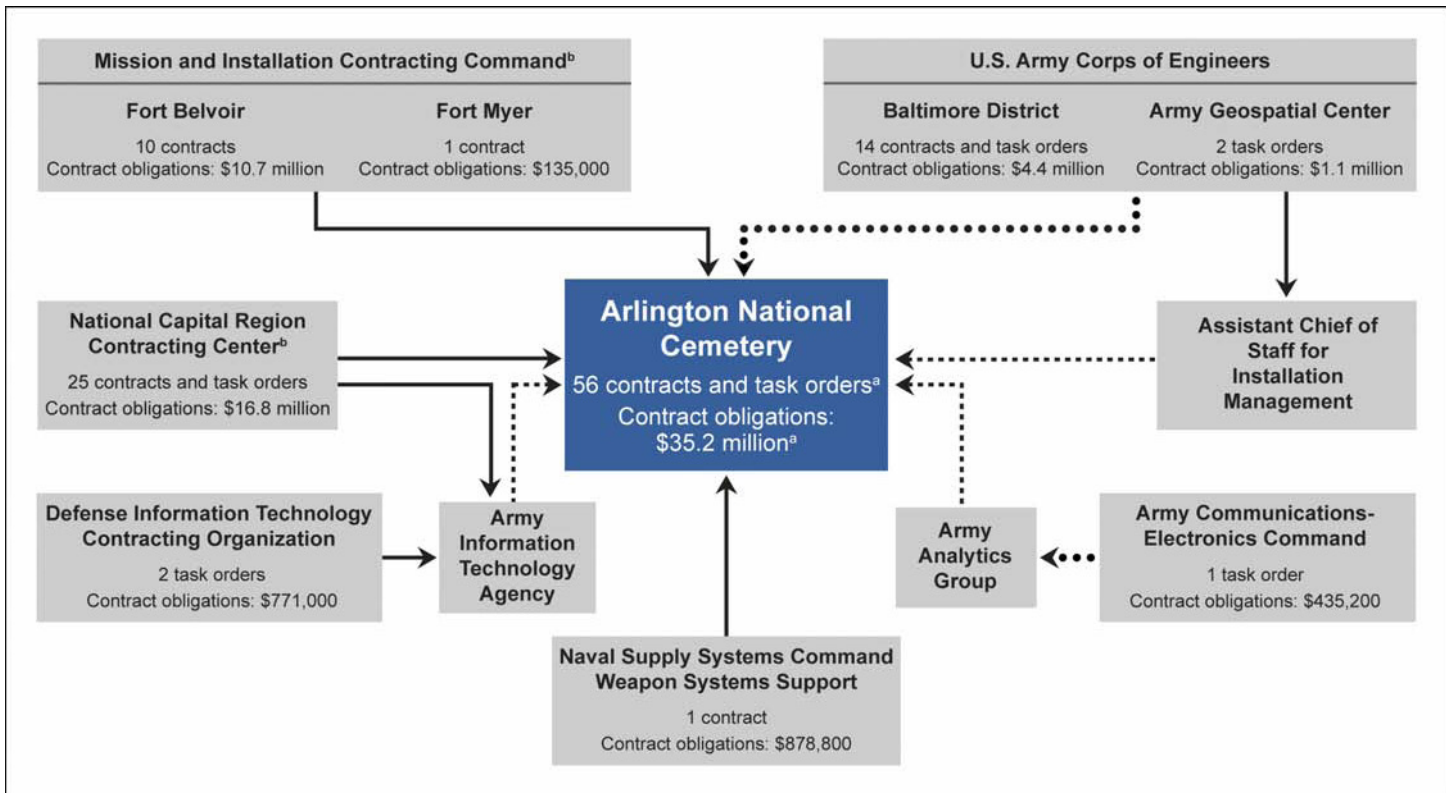 Mission and Installation Contracting Commandᵇ
Fort Belvoir
10 contracts
Contract obligations: $10.7 million
Fort Myer
1 contract
Contract obligations: $135,000
U.S. Army Corps of Engineers
Baltimore District
14 contracts and task orders
Contract obligations: $4.4 million
Army Geospatial Center
2 task orders
Contract obligations: $1.1 million
National Capital Region
Contracting Centerᵇ
25 contracts and task orders
Contract obligations: $16.8 million
Arlington National
Cemetery
56 contracts and task ordersᵃ
Contract obligations:
$35.2 millionᵃ
Assistant Chief of
Staff for
Installation
Management
Defense Information Technology
Contracting Organization
2 task orders
Contract obligations: $771,000
Army
Information
Technology
Agency
Army
Analytics
Group
Army Communications-
Electronics Command
1 task order
Contract obligations: $435,200
Naval Supply Systems Command
Weapon Systems Support
1 contract
Contract obligations: $878,800